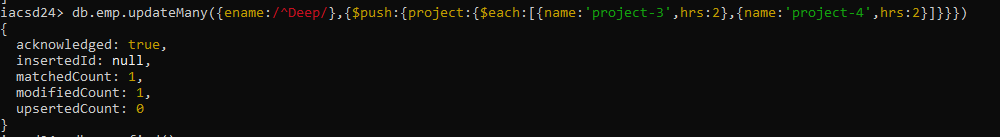 iacsd24> db.emp.updateMany({ename:/^Deep/},{$push:{project:{$each:[{name:'project-3',hrs:2},{name:'project-4',hrs:2}]}}})
{
  acknowledged: true,
  insertedId: null,
  matchedCount: 1,
  modifiedCount: 1,
  upsertedCount: 0
}